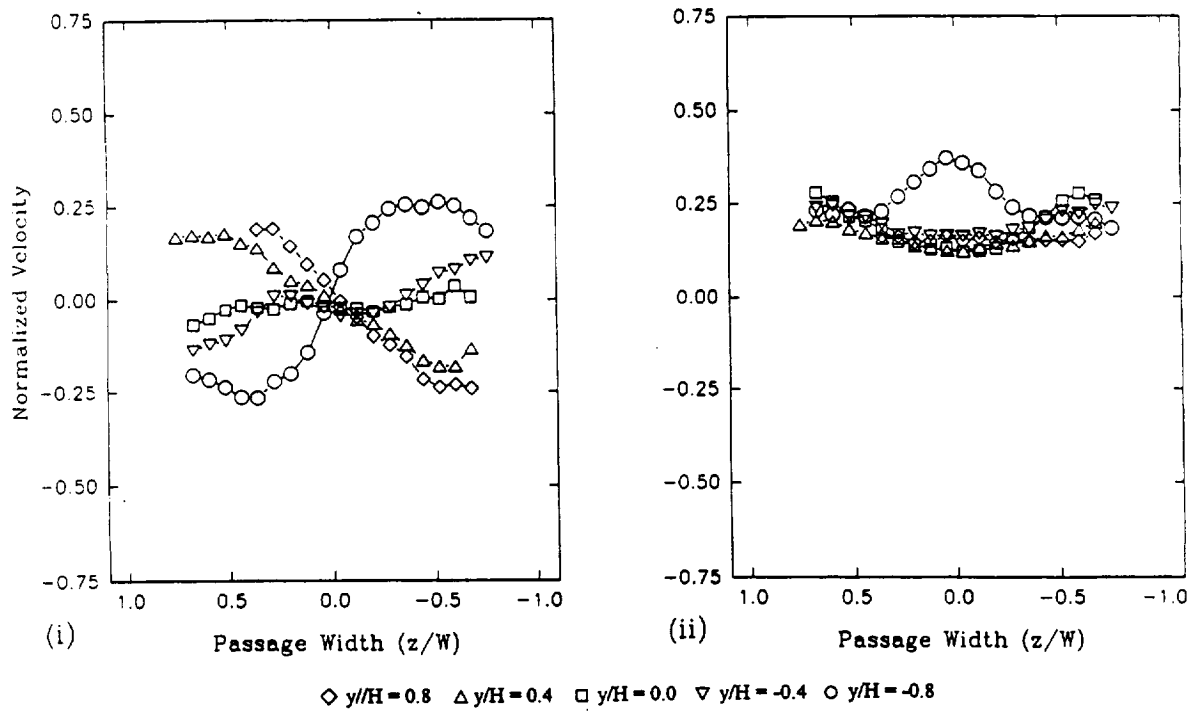 0.75
0.50
0.25
0.00
-0.25
-0.50
-0.75
Normalized Velocity
1.0 0.5 0.0 -0.5 -1.0
(i)
Passage Width (z/W)
0.75
0.50
0.25
0.00
-0.25
-0.50
-0.75
1.0 0.5 0.0 -0.5 -1.0
(ii)
Passage Width (z/W)
y//H = 0.8 y/H = 0.4 y/H = 0.0 y/H = -0.4 y/H = -0.8